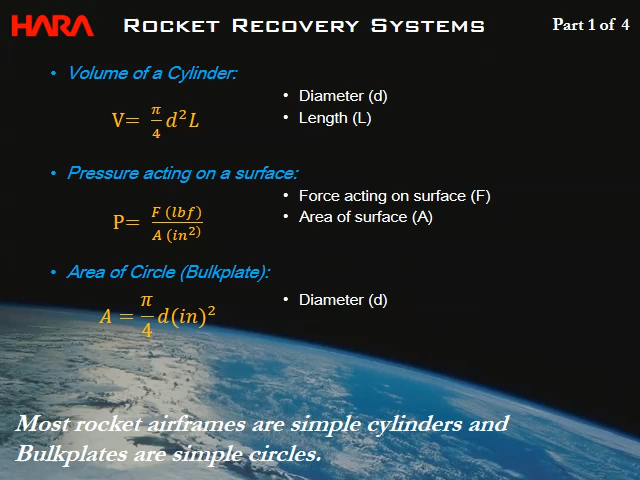 HARA
ROCKET RECOVERY SYSTEMS
Part 1 of 4
• Volume of a Cylinder:
V= π/4 d²L
• Diameter (d)
• Length (L)
• Pressure acting on a surface:
P= F (lbf) / A (in²)
• Force acting on surface (F)
• Area of surface (A)
• Area of Circle (Bulkplate):
A = π/4 d(in)²
• Diameter (d)
Most rocket airframes are simple cylinders and
Bulkplates are simple circles.